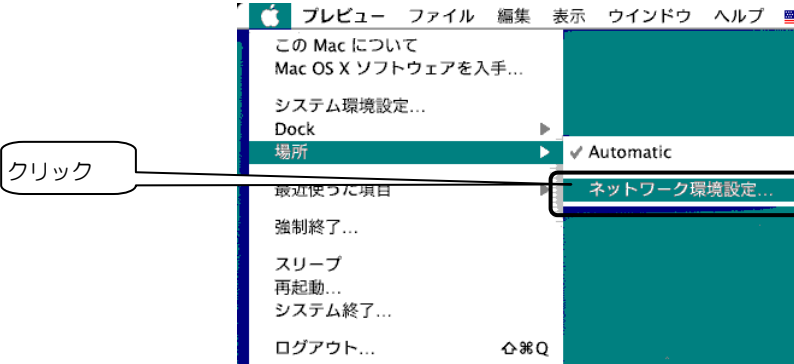 プレビュー ファイル 編集 表示 ウインドウ ヘルプ
この Mac について
Mac OS X ソフトウェアを入手...
システム環境設定...
Dock
場所
✓ Automatic
クリック
最近使った項目
ネットワーク環境設定...
強制終了...
スリープ
再起動...
システム終了...
ログアウト... ⇧⌘Q